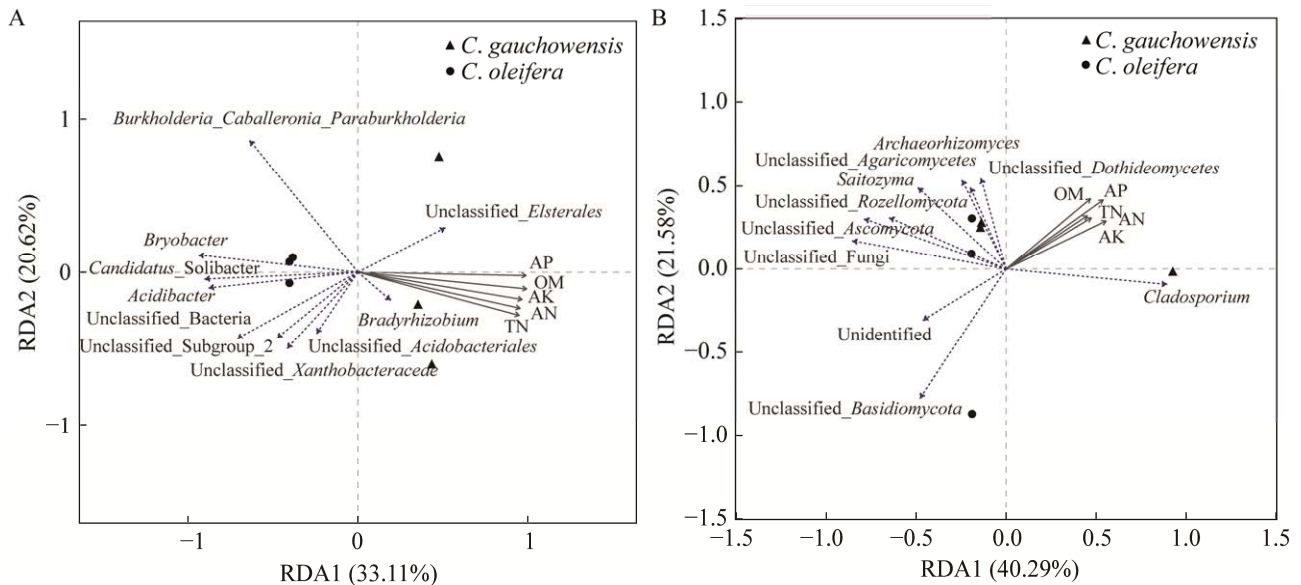 A
▲ C. gauchowensis
● C. oleifera
1
Burkholderia_Caballeronia_Paraburkholderia
Unclassified_Elsterales
Bryobacter
0
AP
Candidatus_Solibacter
OM
Acidibacter
AK
Unclassified_Bacteria
Bradyrhizobium
AN
TN
Unclassified_Subgroup_2
Unclassified_Acidobacteriales
Unclassified_Xanthobacteracede
−1
RDA2 (20.62%)
−1 0 1
RDA1 (33.11%)
B
1.5
▲ C. gauchowensis
● C. oleifera
1.0
Archaeorhizomyces
Unclassified_Agaricomycetes
Unclassified_Dothideomycetes
Saitozyma
0.5
OM
AP
Unclassified_Rozellomycota
TN
AN
Unclassified_Ascomycota
AK
Unclassified_Fungi
0.0
Cladosporium
Unidentified
−0.5
Unclassified_Basidiomycota
−1.0
−1.5
RDA2 (21.58%)
−1.5 −1.0 −0.5 0.0 0.5 1.0 1.5
RDA1 (40.29%)